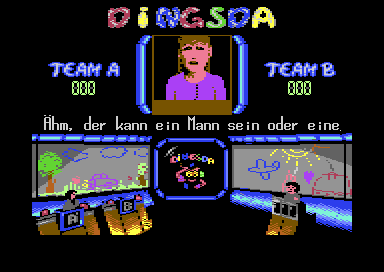 DINGSDA
TEAM A
TEAM B
000
000
Ähm, der kann ein Mann sein oder eine
DINGSDA
A
B